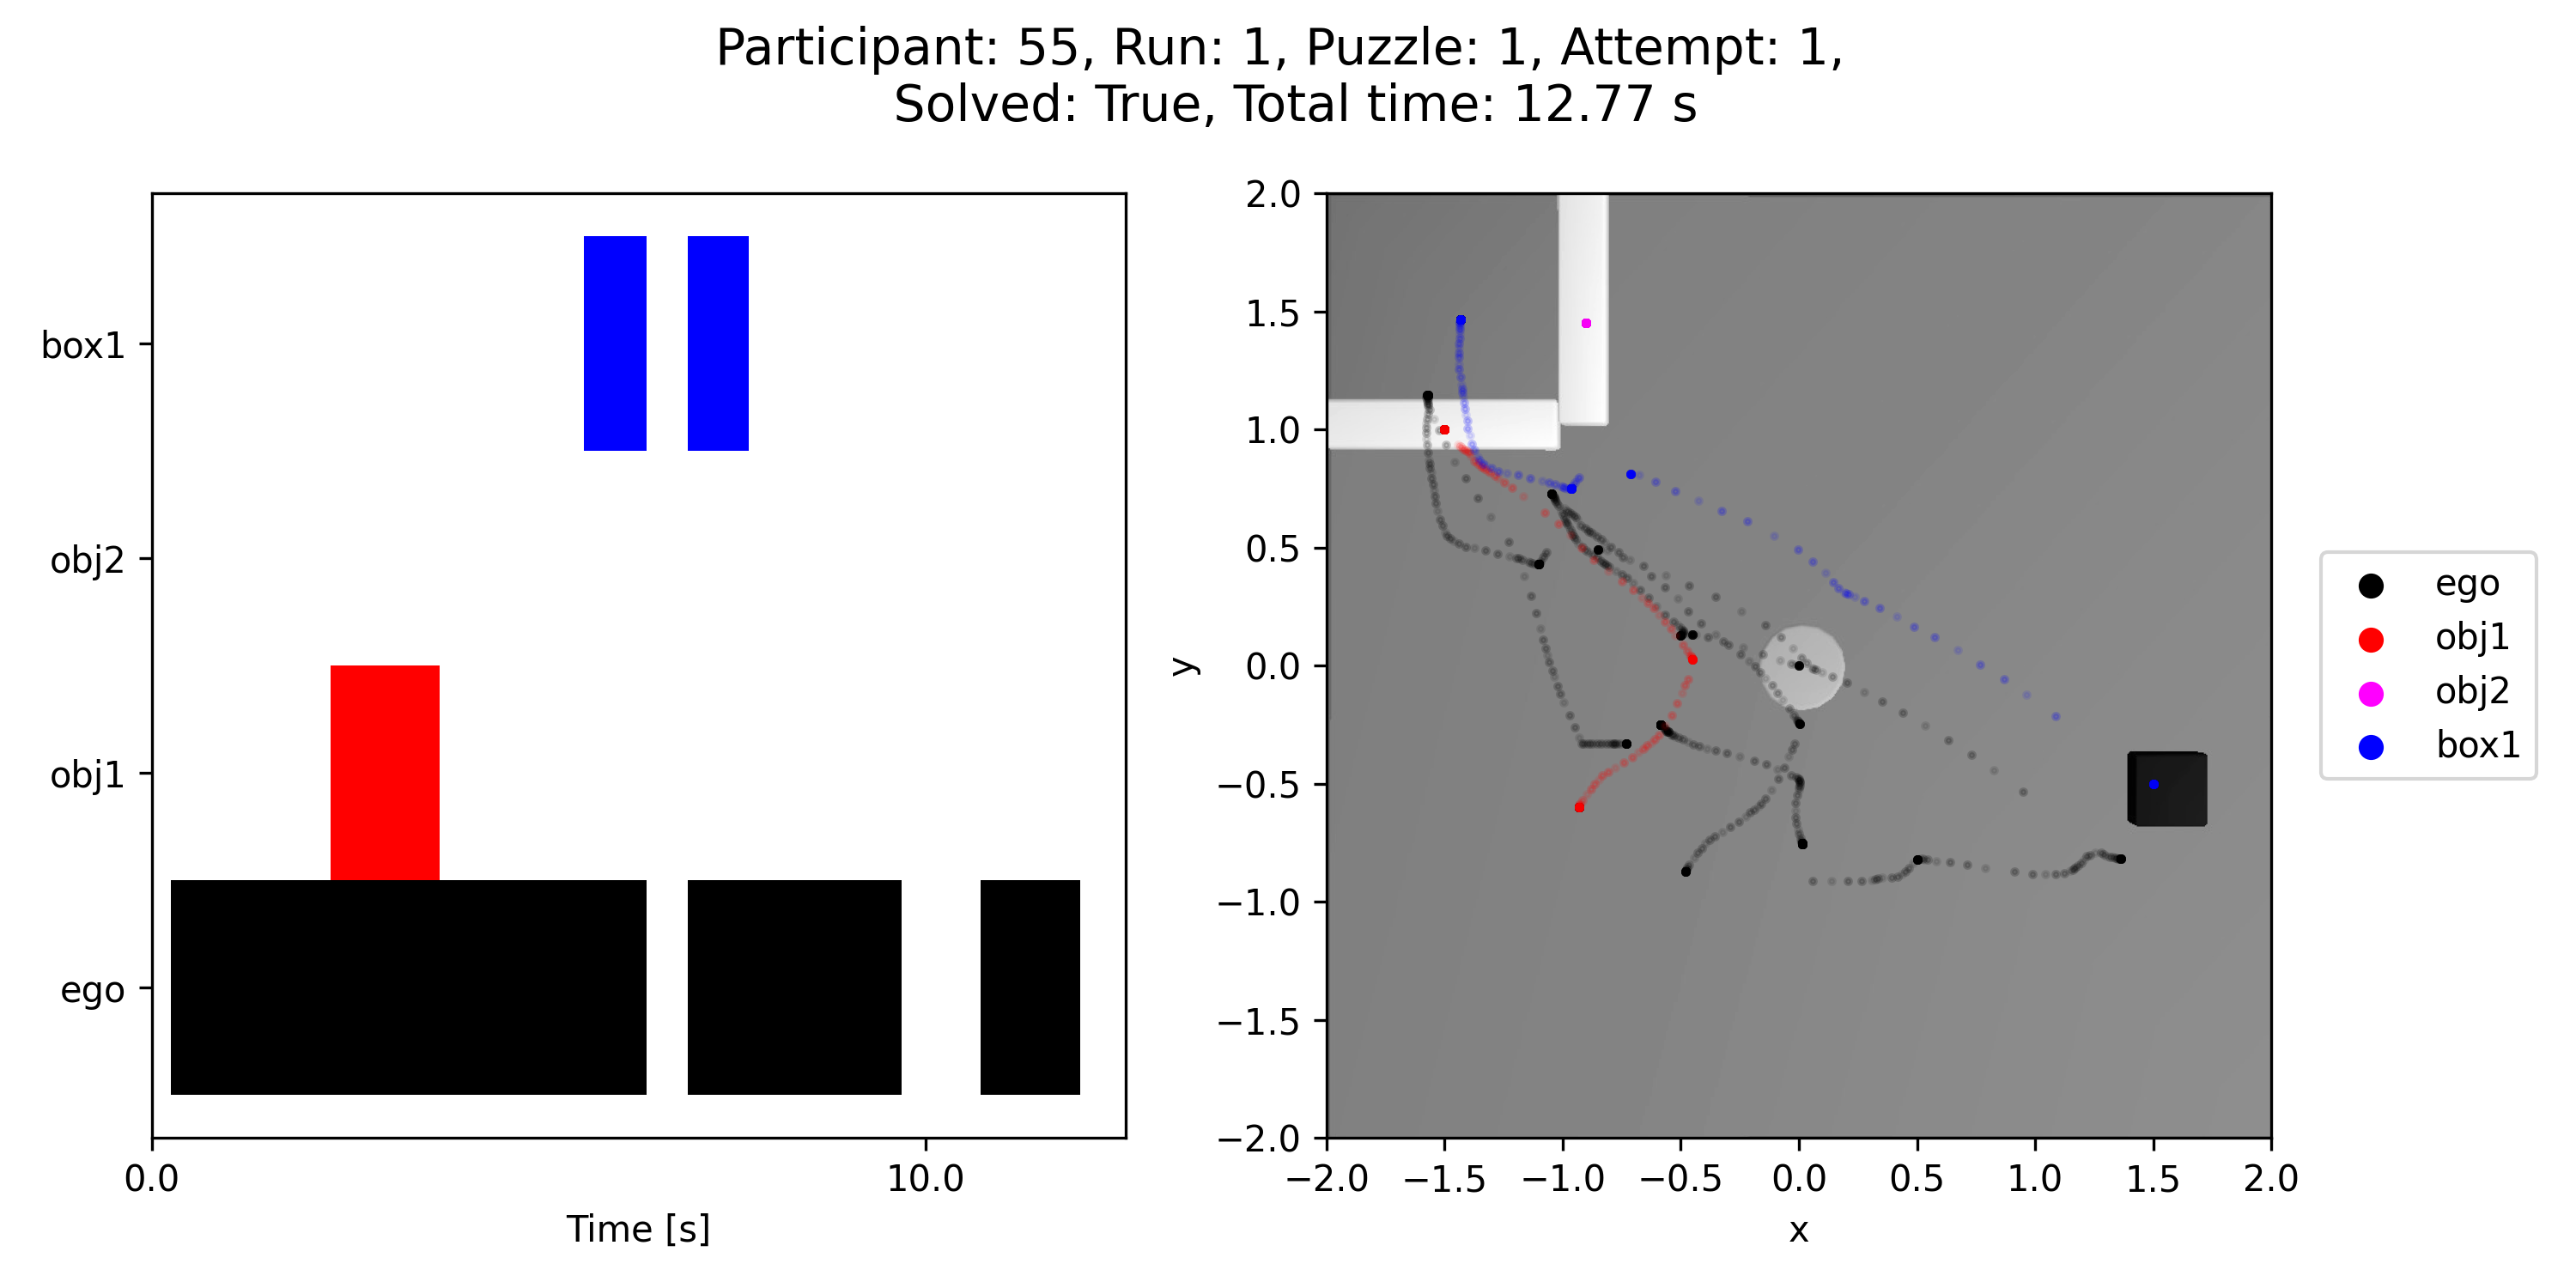 Participant: 55, Run: 1, Puzzle: 1, Attempt: 1,
Solved: True, Total time: 12.77 s
box1
obj2
obj1
ego
0.0
10.0
Time [s]
2.0
1.5
1.0
0.5
0.0
−0.5
−1.0
−1.5
−2.0
y
−2.0
−1.5
−1.0
−0.5
0.0
0.5
1.0
1.5
2.0
x
ego
obj1
obj2
box1